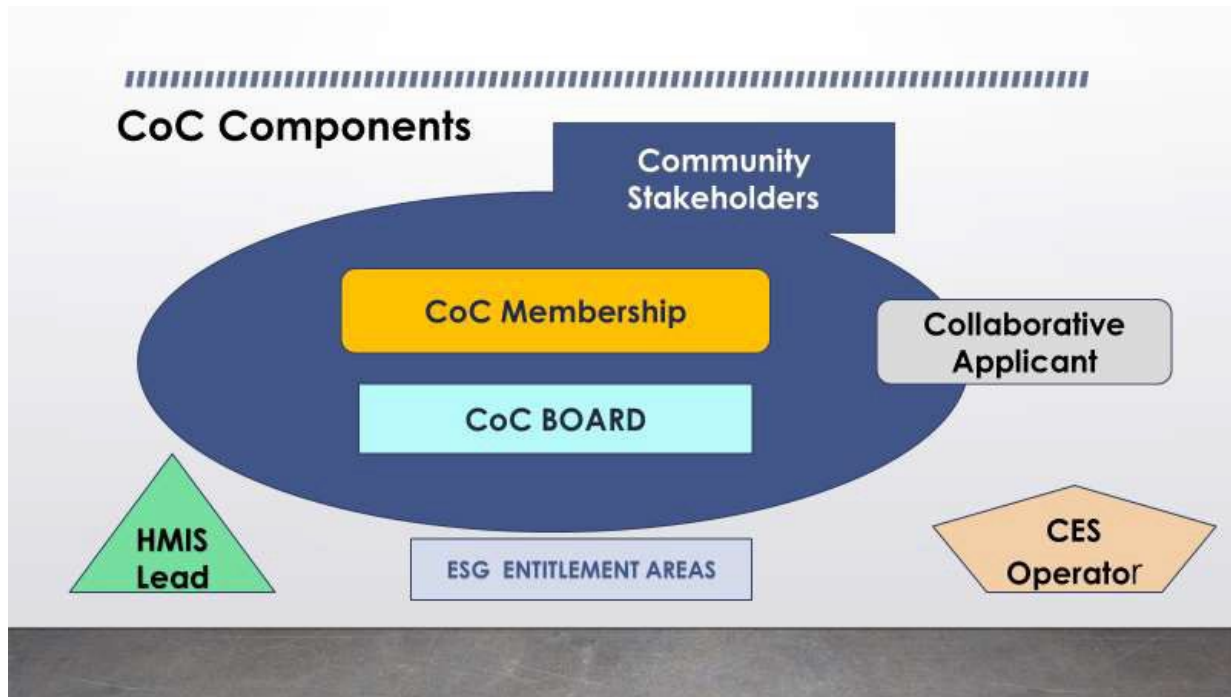 CoC Components
Community
Stakeholders
CoC Membership
Collaborative
Applicant
CoC BOARD
HMIS
Lead
ESG ENTITLEMENT AREAS
CES
Operator